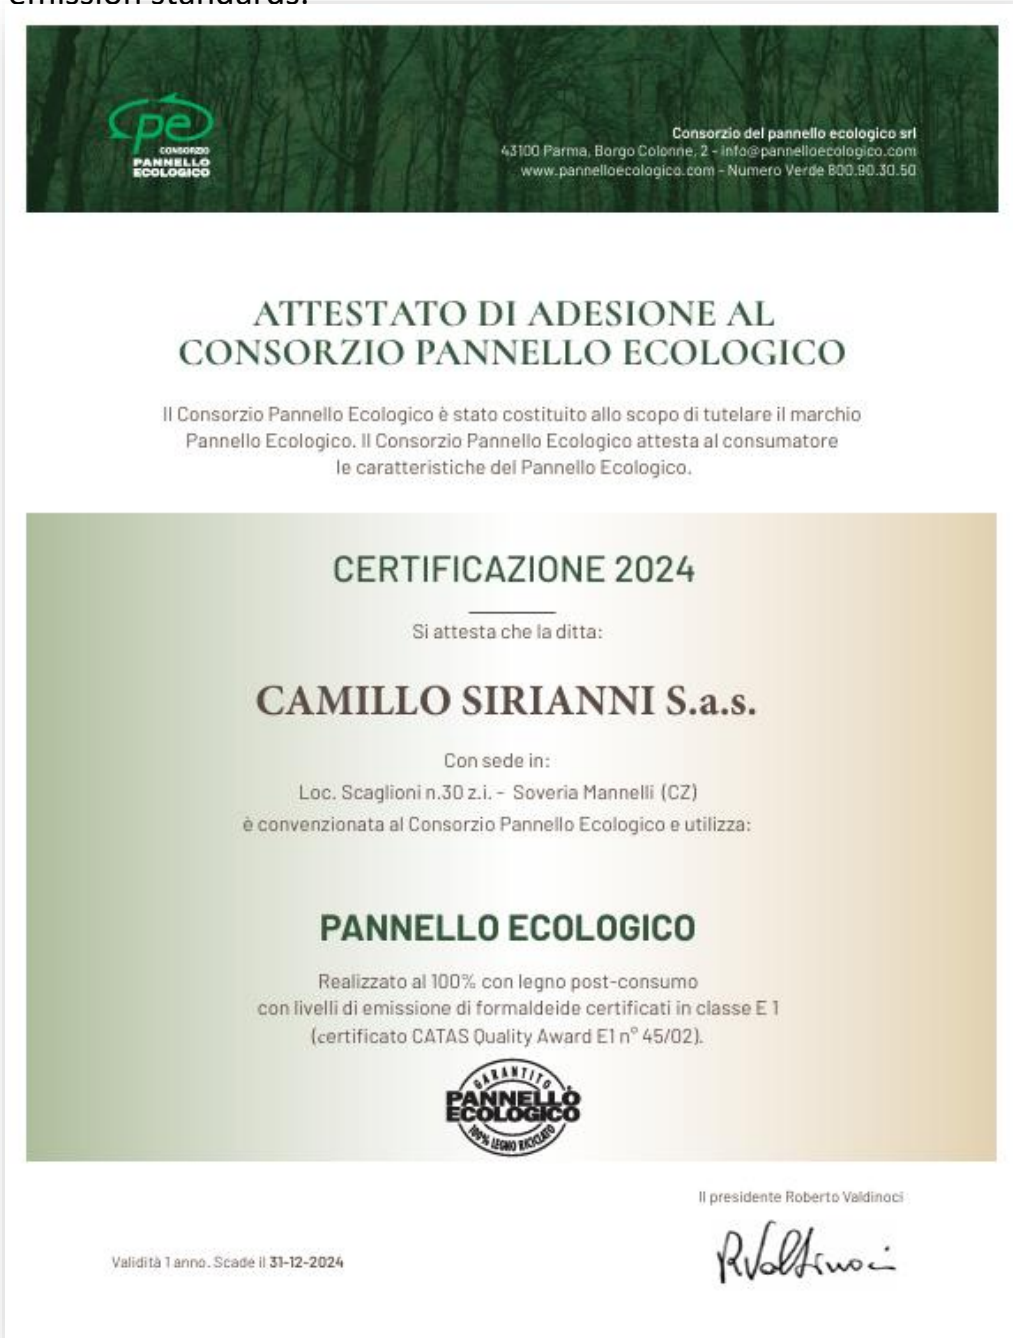 emission standards.
pe
CONSORZIO
PANNELLO
ECOLOGICO
Consorzio del pannello ecologico srl
43100 Parma, Borgo Colonne, 2 - info@pannelloecologico.com
www.pannelloecologico.com - Numero Verde 800.90.30.50
ATTESTATO DI ADESIONE AL
CONSORZIO PANNELLO ECOLOGICO
Il Consorzio Pannello Ecologico è stato costituito allo scopo di tutelare il marchio
Pannello Ecologico. Il Consorzio Pannello Ecologico attesta al consumatore
le caratteristiche del Pannello Ecologico.
CERTIFICAZIONE 2024
Si attesta che la ditta:
CAMILLO SIRIANNI S.a.s.
Con sede in:
Loc. Scaglioni n.30 z.i. - Soveria Mannelli (CZ)
è convenzionata al Consorzio Pannello Ecologico e utilizza:
PANNELLO ECOLOGICO
Realizzato al 100% con legno post-consumo
con livelli di emissione di formaldeide certificati in classe E 1
(certificato CATAS Quality Award E1 n° 45/02).
GARANTITO
PANNELLO
ECOLOGICO
100% LEGNO RICICLATO
Il presidente Roberto Valdinoci
RValdinoci
Validità 1 anno. Scade il 31-12-2024